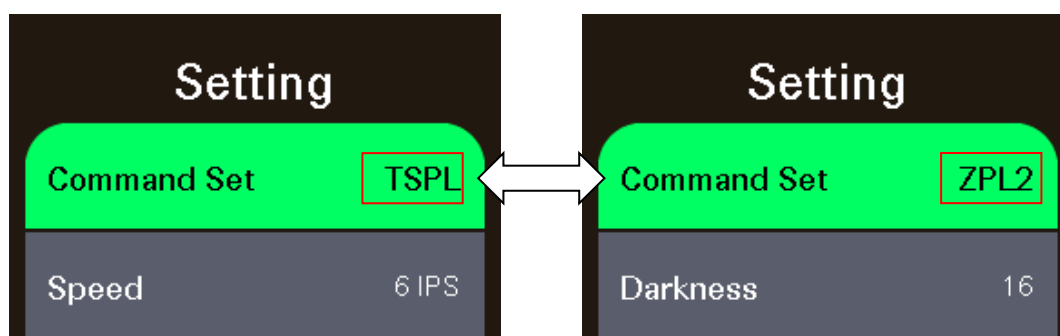 Setting
Command Set TSPL
Speed 6 IPS
Setting
Command Set ZPL2
Darkness 16